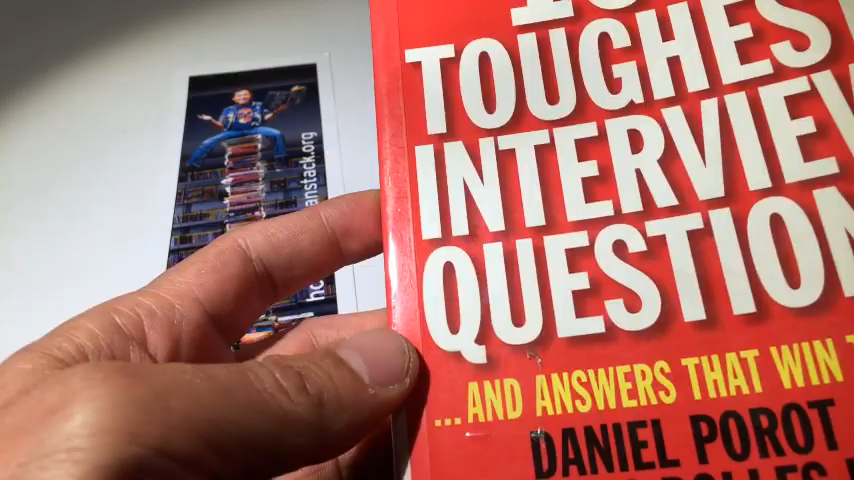 TOUGHES
INTERVIEW
QUESTION
...AND ANSWERS THAT WIN
DANIEL POROT
anstack.org